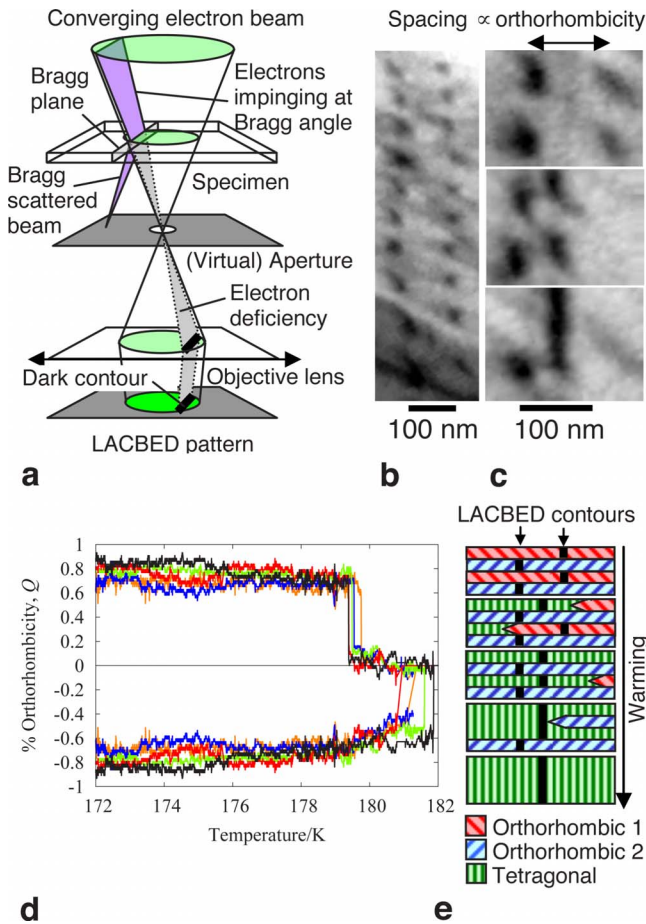 Converging electron beam
Bragg
plane
Electrons
impinging at
Bragg angle
Bragg
scattered
beam
Specimen
(Virtual) Aperture
Electron
deficiency
Dark contour
Objective lens
LACBED pattern
a
Spacing ∝ orthorhombicity
100 nm
100 nm
b
c
% Orthorhombicity, Q
1
0.8
0.6
0.4
0.2
0
-0.2
-0.4
-0.6
-0.8
-1
172
174
176
178
180
182
Temperature/K
d
LACBED contours
Warming
Orthorhombic 1
Orthorhombic 2
Tetragonal
e